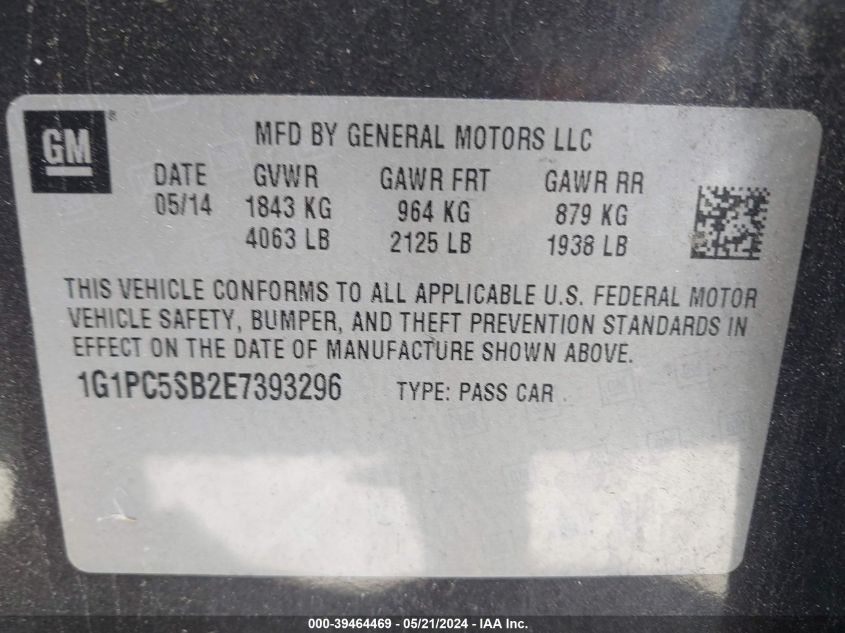 GM®
MFD BY GENERAL MOTORS LLC
DATE GVWR GAWR FRT GAWR RR
05/14 1843 KG 964 KG 879 KG
4063 LB 2125 LB 1938 LB
THIS VEHICLE CONFORMS TO ALL APPLICABLE U.S. FEDERAL MOTOR
VEHICLE SAFETY, BUMPER, AND THEFT PREVENTION STANDARDS IN
EFFECT ON THE DATE OF MANUFACTURE SHOWN ABOVE.
1G1PC5SB2E7393296 TYPE: PASS CAR
000-39464469 - 05/21/2024 - IAA Inc.